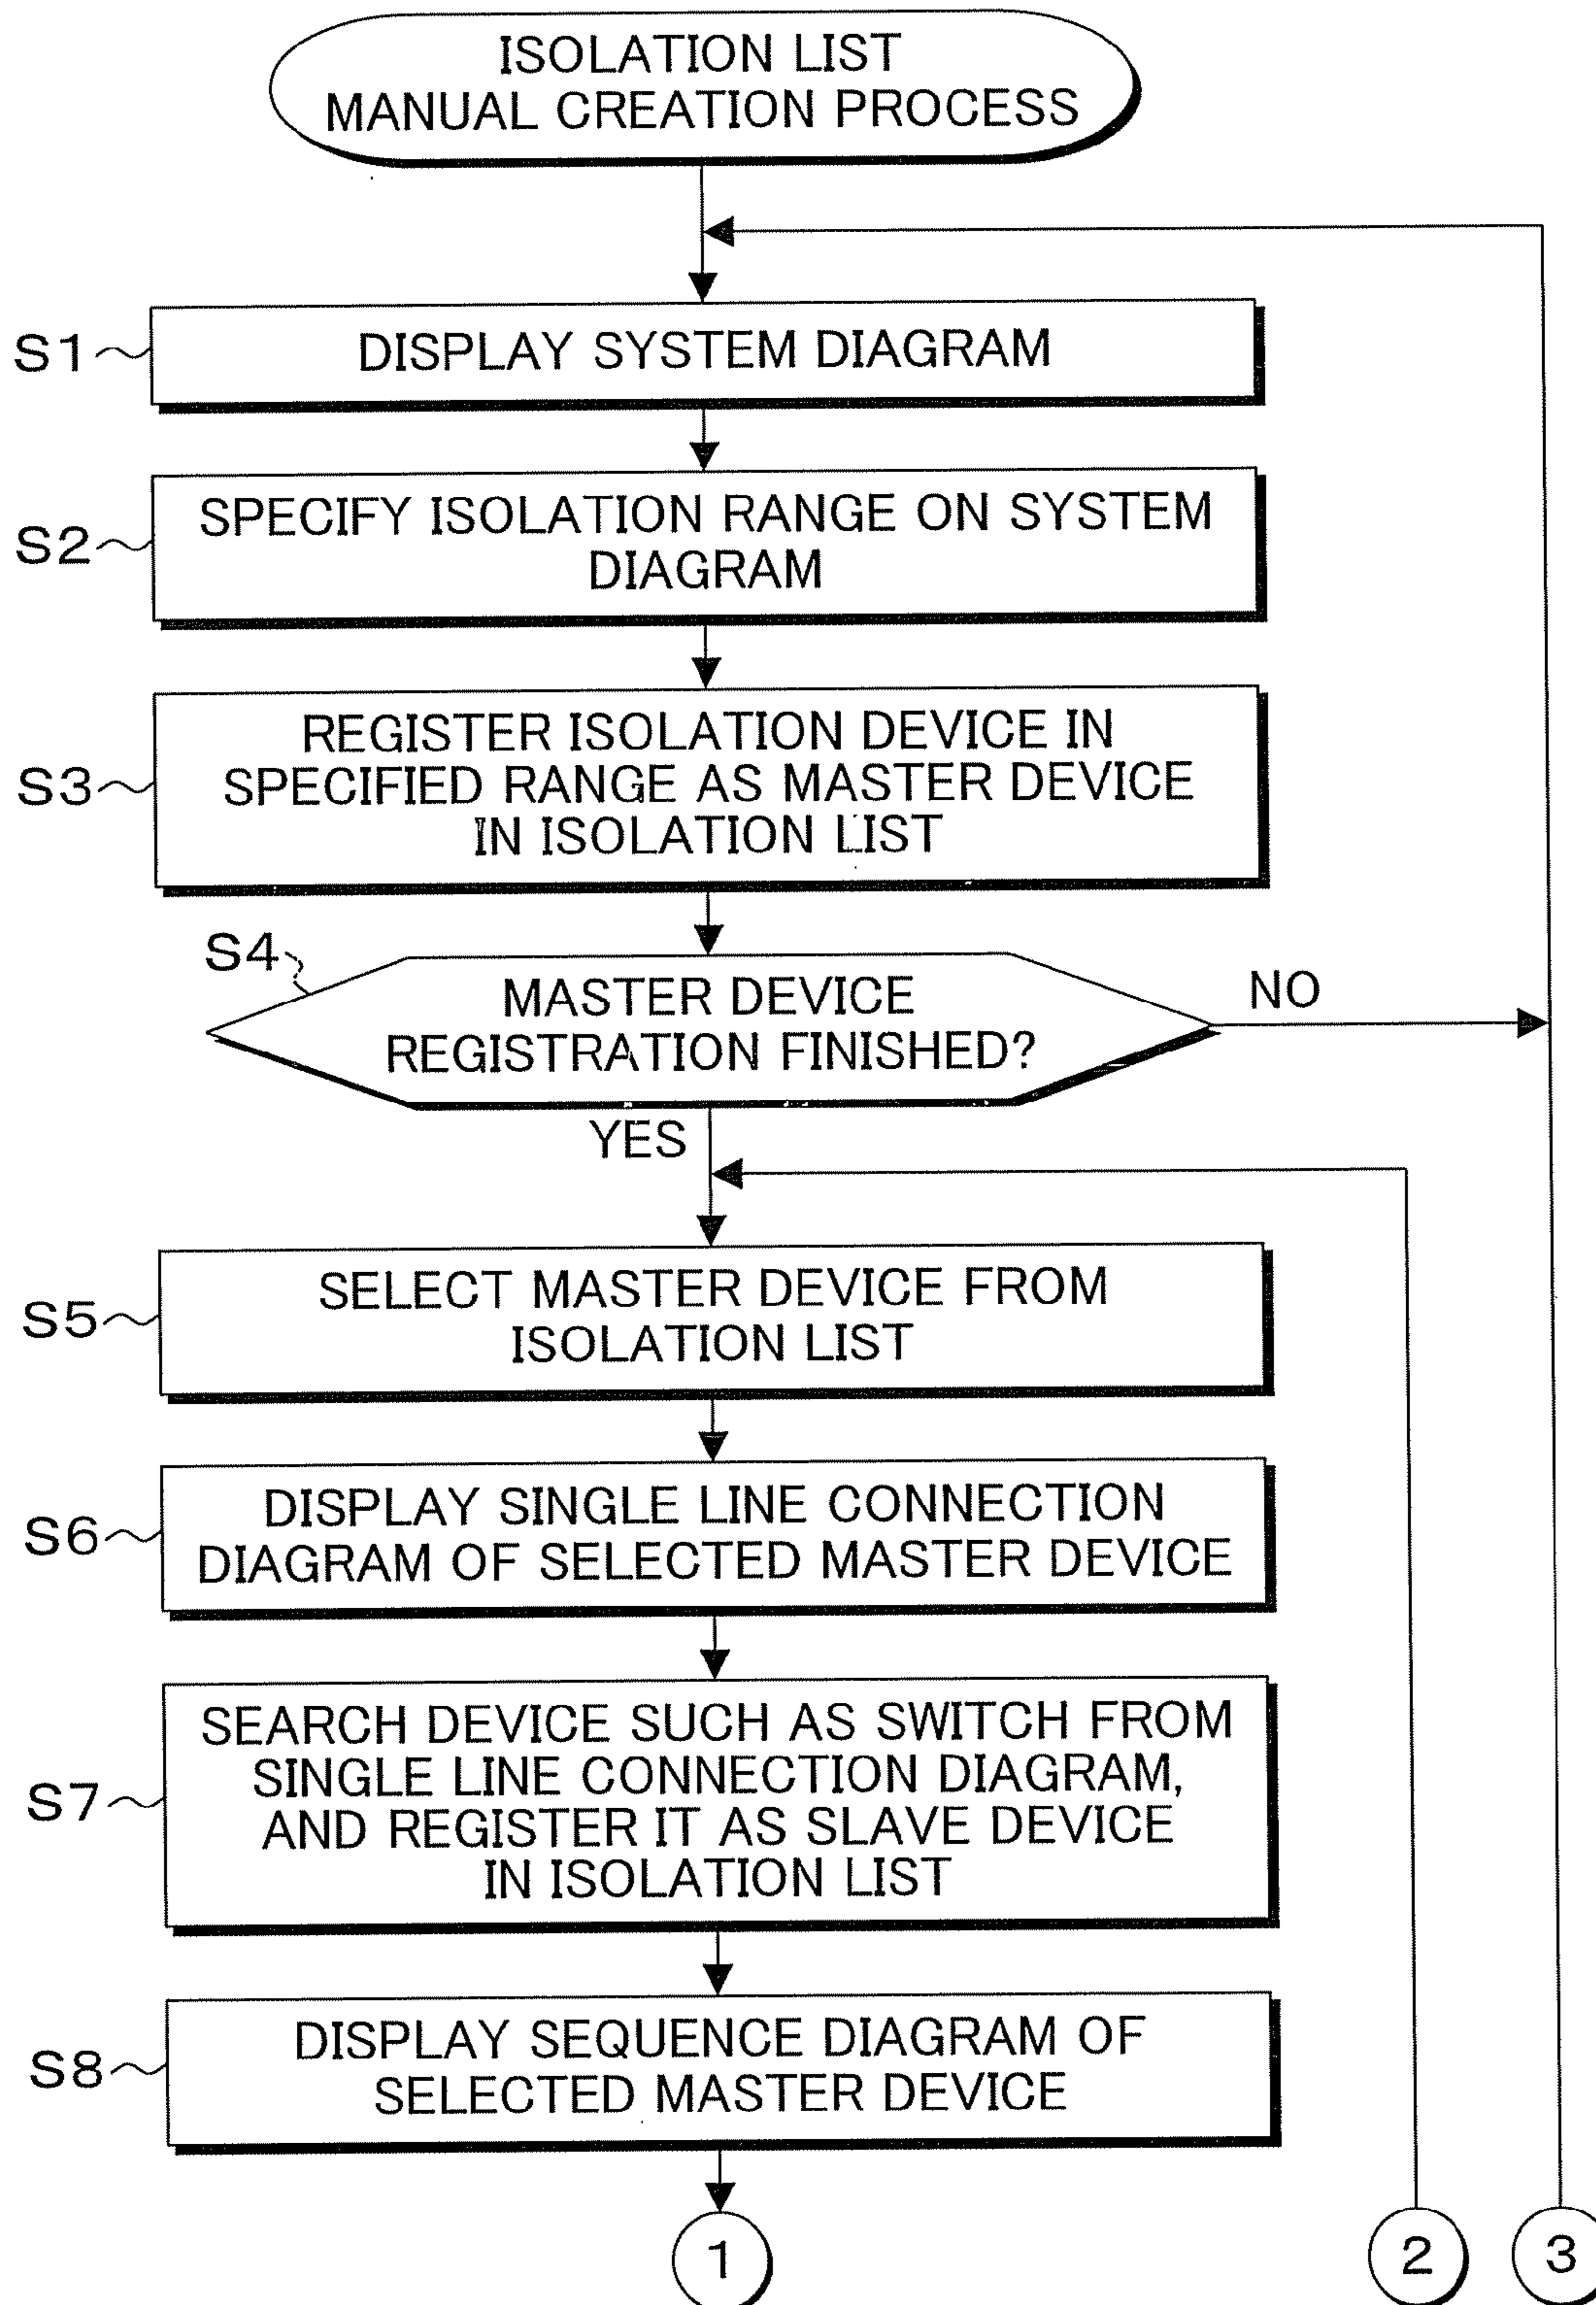 ISOLATION LIST
MANUAL CREATION PROCESS
S1
DISPLAY SYSTEM DIAGRAM
S2
SPECIFY ISOLATION RANGE ON SYSTEM
DIAGRAM
S3
REGISTER ISOLATION DEVICE IN
SPECIFIED RANGE AS MASTER DEVICE
IN ISOLATION LIST
S4
MASTER DEVICE
REGISTRATION FINISHED?
NO
YES
S5
SELECT MASTER DEVICE FROM
ISOLATION LIST
S6
DISPLAY SINGLE LINE CONNECTION
DIAGRAM OF SELECTED MASTER DEVICE
S7
SEARCH DEVICE SUCH AS SWITCH FROM
SINGLE LINE CONNECTION DIAGRAM,
AND REGISTER IT AS SLAVE DEVICE
IN ISOLATION LIST
S8
DISPLAY SEQUENCE DIAGRAM OF
SELECTED MASTER DEVICE
1
2
3